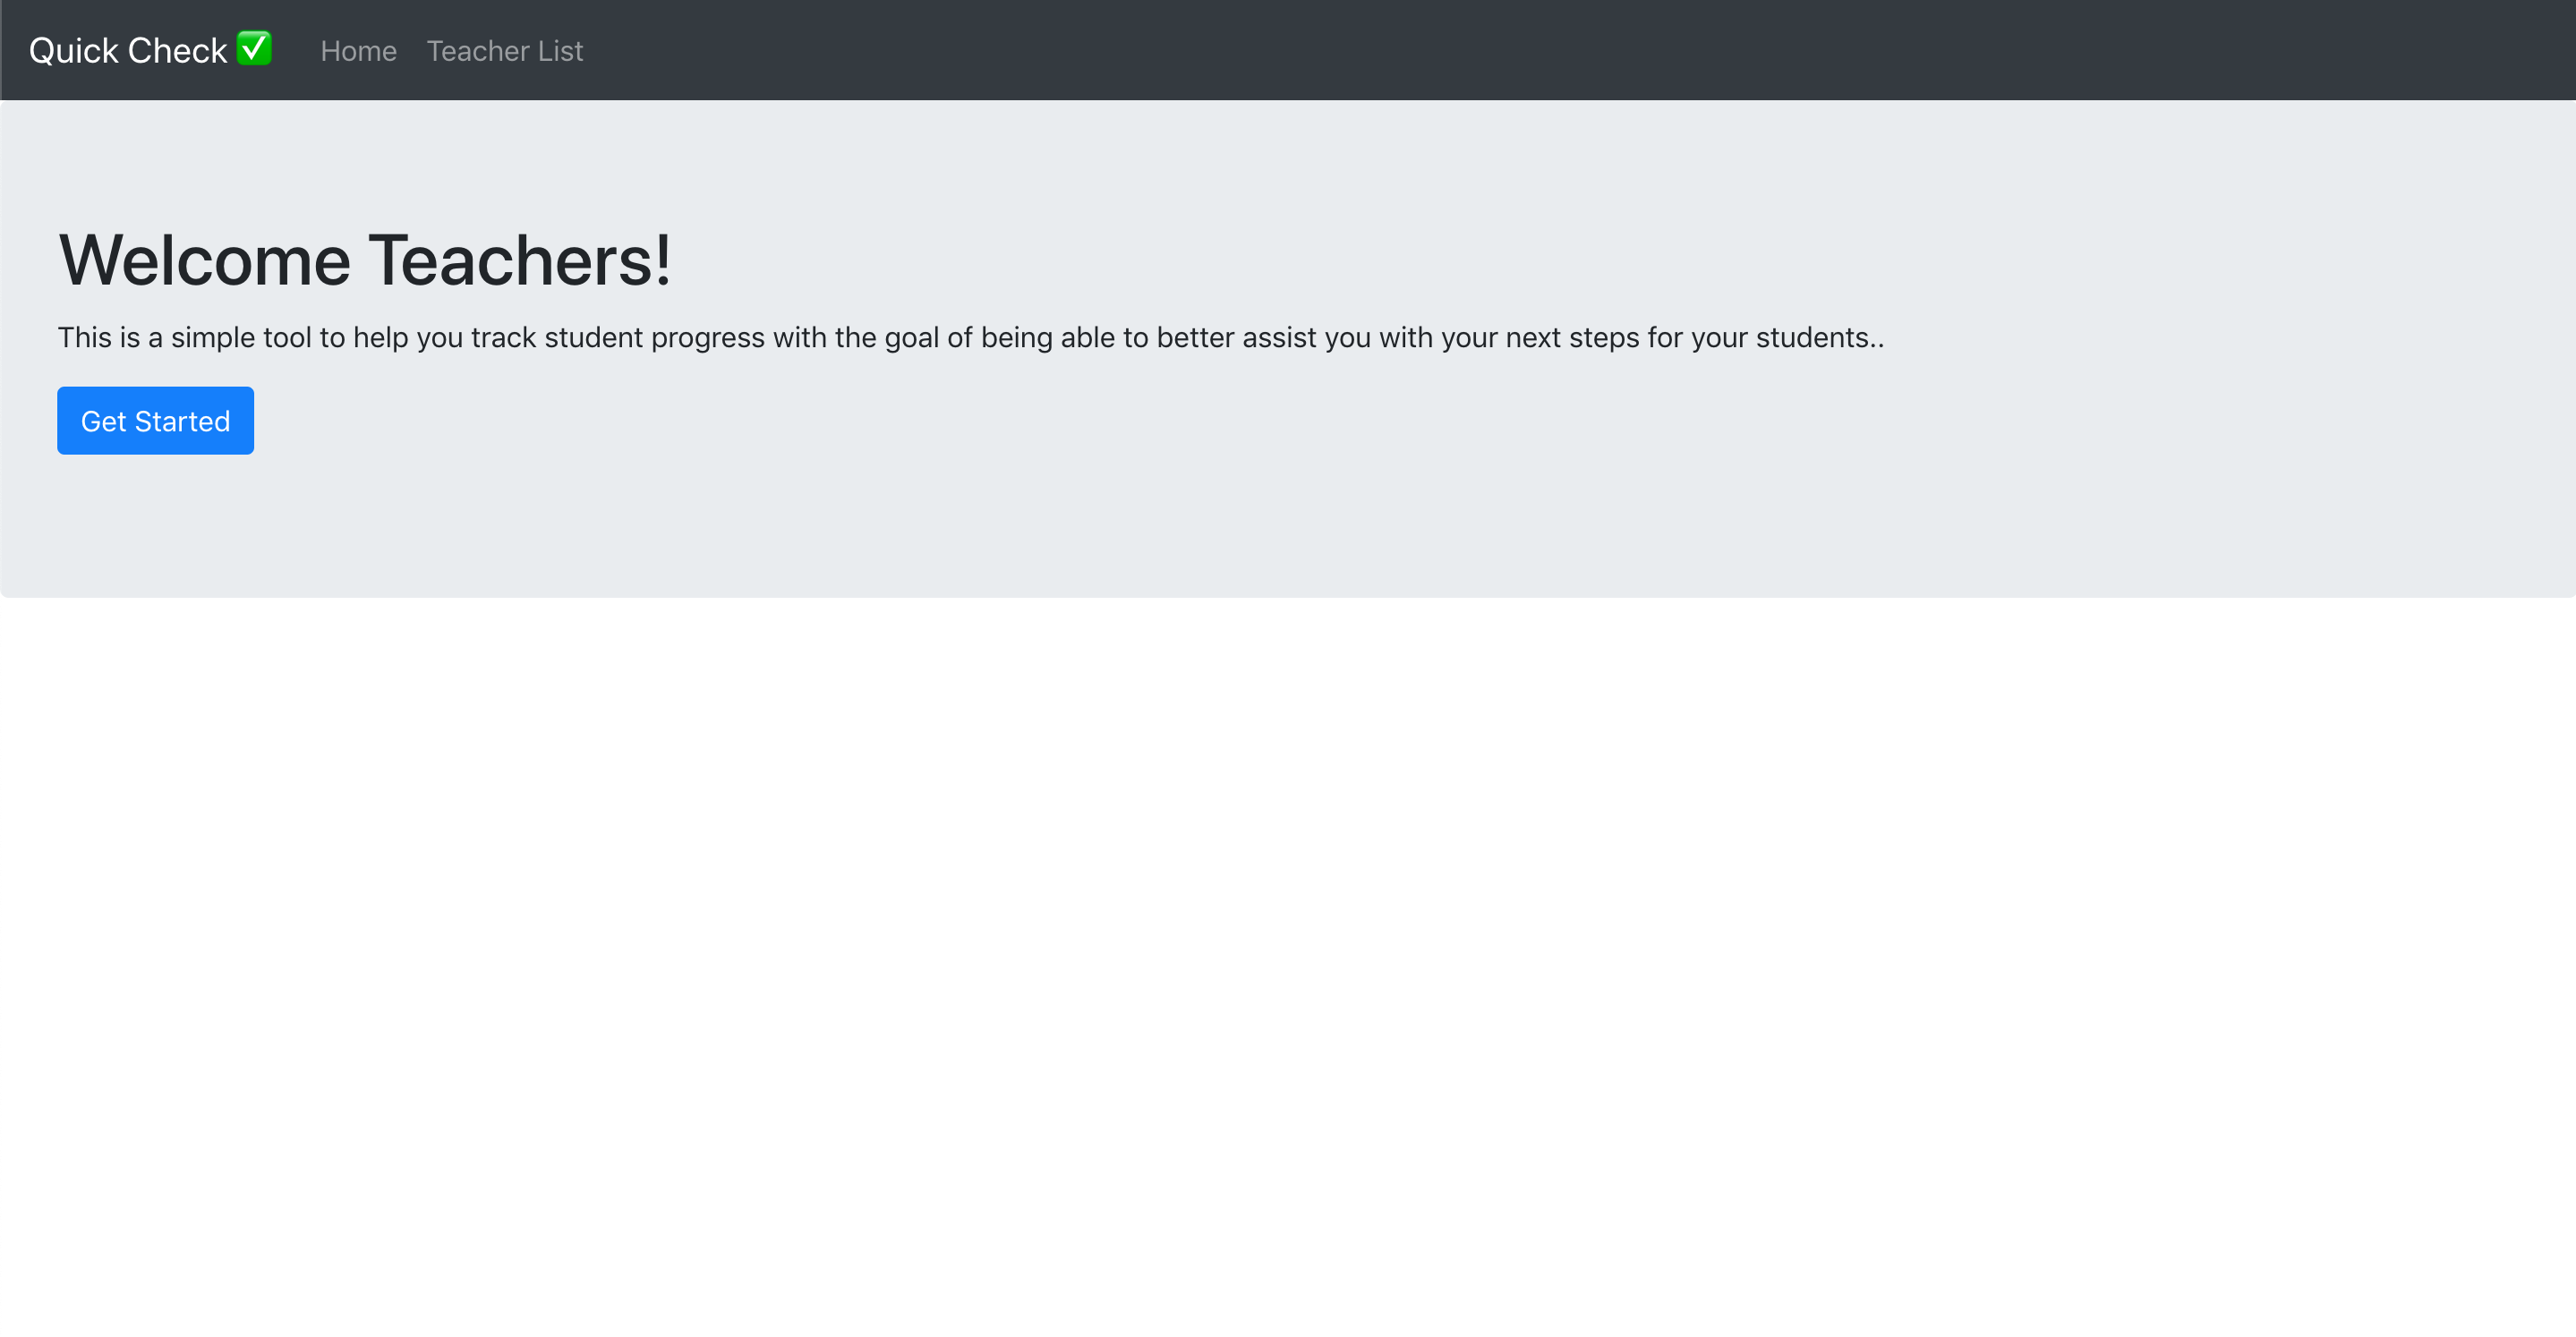 Quick Check ✅ Home Teacher List
Welcome Teachers!
This is a simple tool to help you track student progress with the goal of being able to better assist you with your next steps for your students..
Get Started